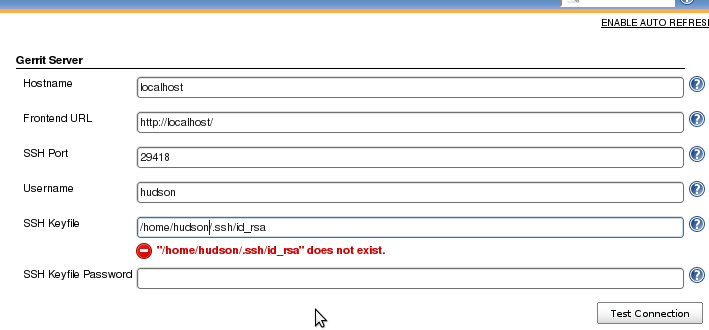 ENABLE AUTO REFRES
Gerrit Server
Hostname
localhost
Frontend URL
http://localhost/
SSH Port
29418
Username
hudson
SSH Keyfile
/home/hudson/.ssh/id_rsa
"/home/hudson/.ssh/id_rsa" does not exist.
SSH Keyfile Password
Test Connection